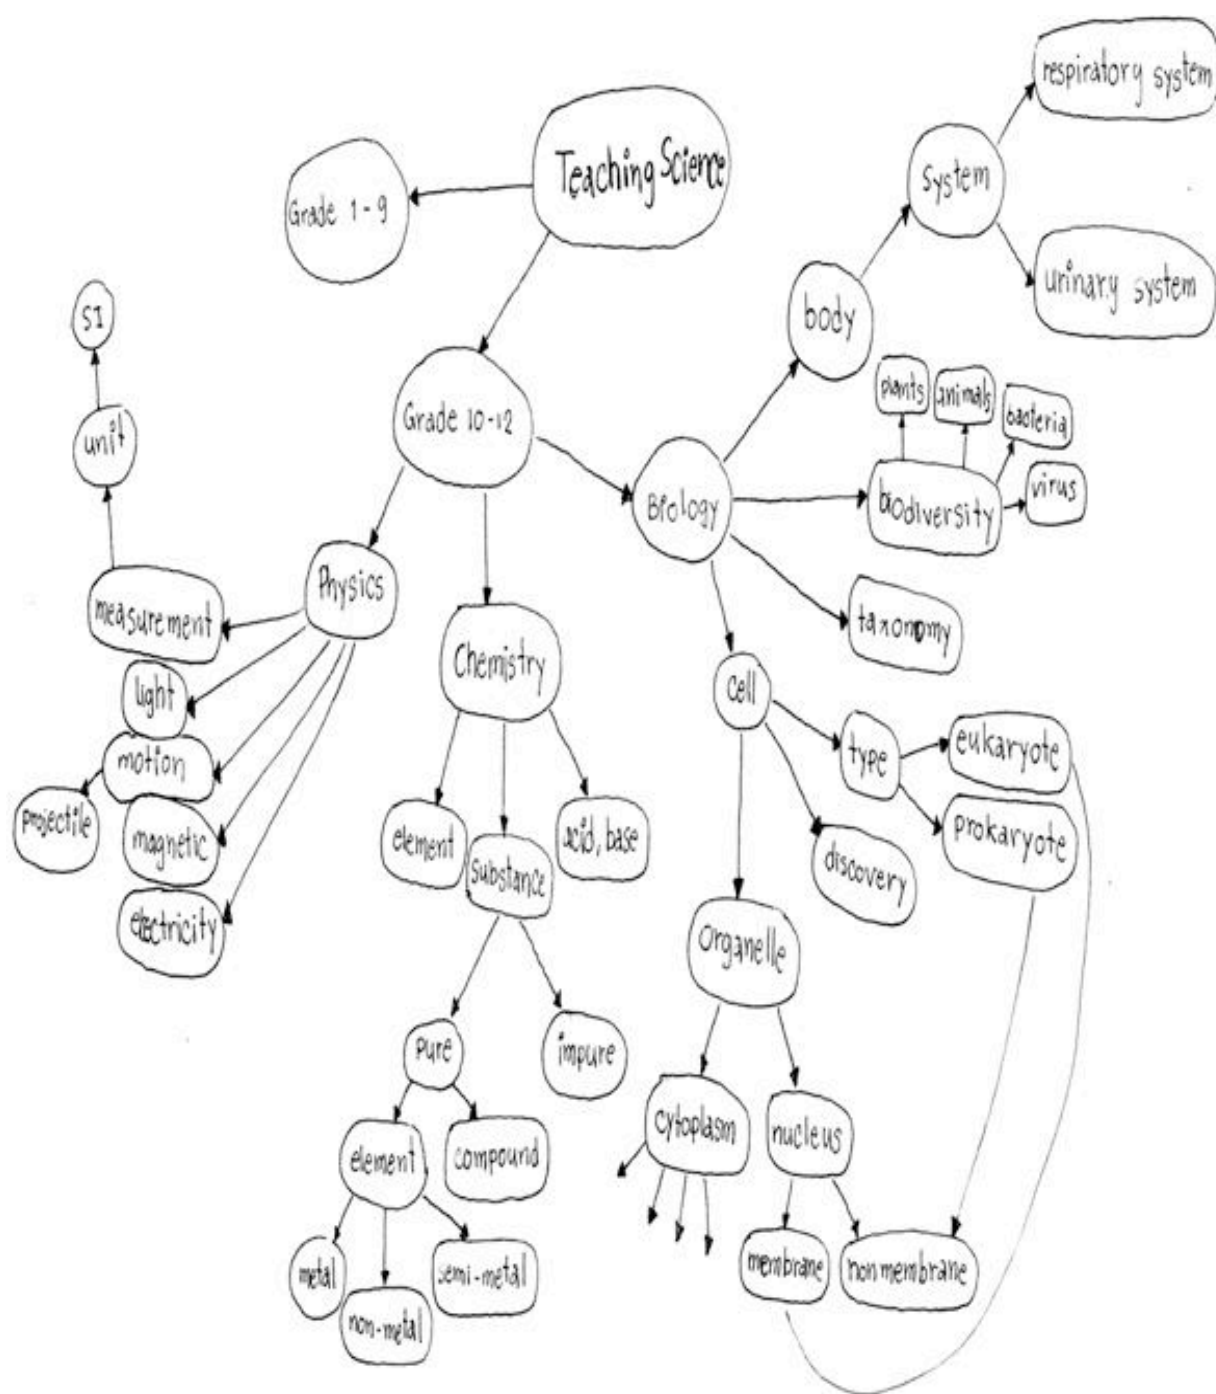 respiratory system
Teaching Science
System
Grade 1-9
urinary system
SI
body
plants
animals
bacteria
Grade 10-12
unit
virus
Biology
biodiversity
Physics
measurement
taxonomy
Chemistry
cell
light
type
eukaryote
motion
projectile
magnetic
element
substance
acid, base
prokaryote
discovery
electricity
organelle
pure
impure
cytoplasm
nucleus
element
compound
metal
non-metal
semi-metal
membrane
nonmembrane